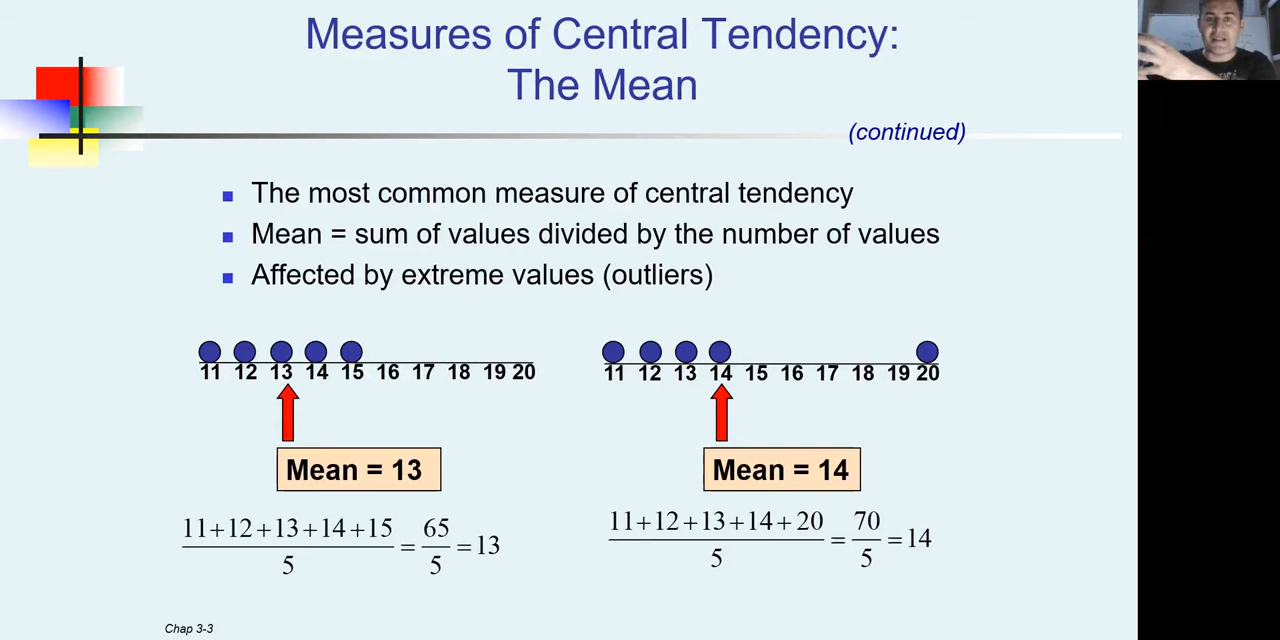 Measures of Central Tendency:
The Mean
(continued)
The most common measure of central tendency
Mean = sum of values divided by the number of values
Affected by extreme values (outliers)
11 12 13 14 15 16 17 18 19 20
Mean = 13
11+12+13+14+15 / 5 = 65 / 5 = 13
11 12 13 14 15 16 17 18 19 20
Mean = 14
11+12+13+14+20 / 5 = 70 / 5 = 14
Chap 3-3